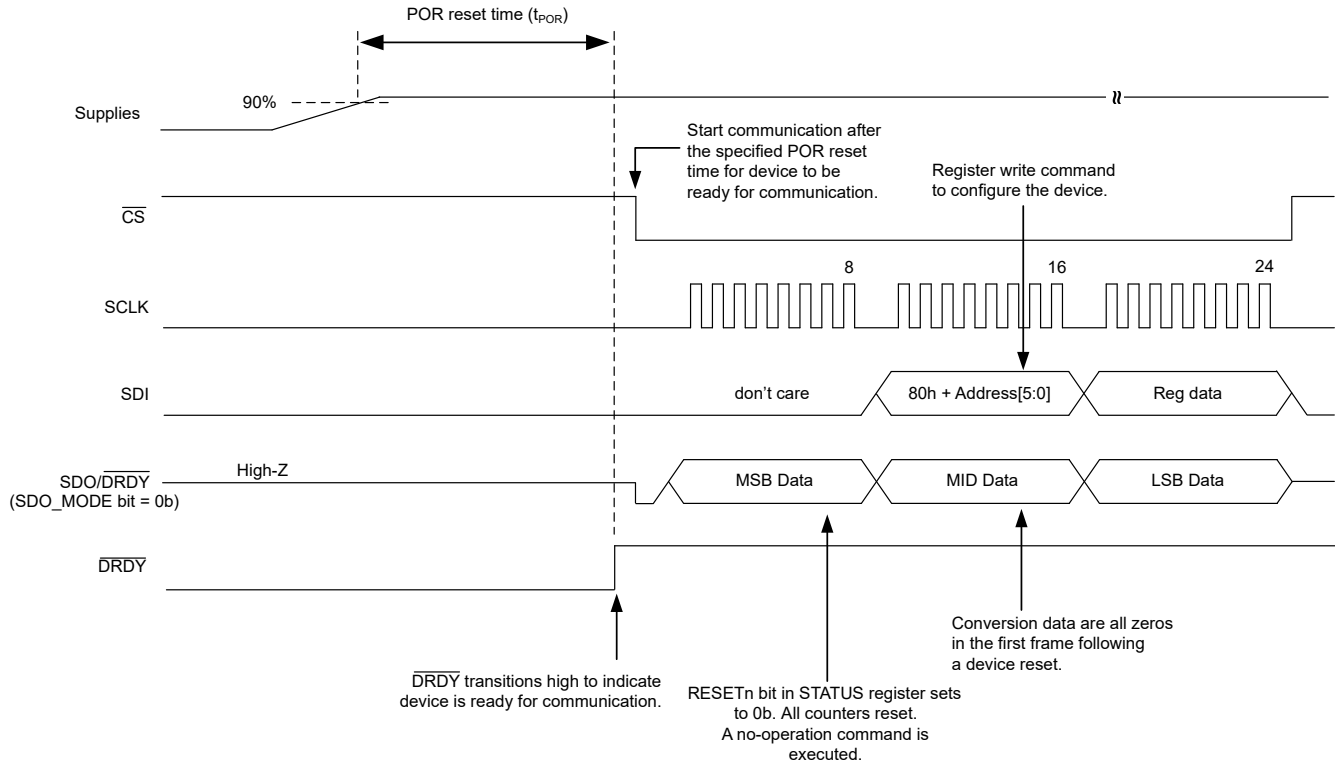 POR reset time (tPOR)
90%
Supplies
Start communication after
the specified POR reset
time for device to be
ready for communication.
Register write command
to configure the device.
CS
8
16
24
SCLK
SDI
don't care
80h + Address[5:0]
Reg data
High-Z
SDO/DRDY
(SDO_MODE bit = 0b)
MSB Data
MID Data
LSB Data
DRDY
Conversion data are all zeros
in the first frame following
a device reset.
DRDY transitions high to indicate
device is ready for communication.
RESETn bit in STATUS register sets
to 0b. All counters reset.
A no-operation command is
executed.